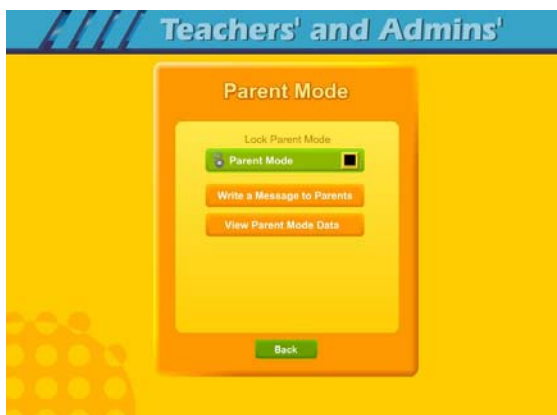 Teachers' and Admins'
Parent Mode
Lock Parent Mode
Parent Mode
Write a Message to Parents
View Parent Mode Data
Back